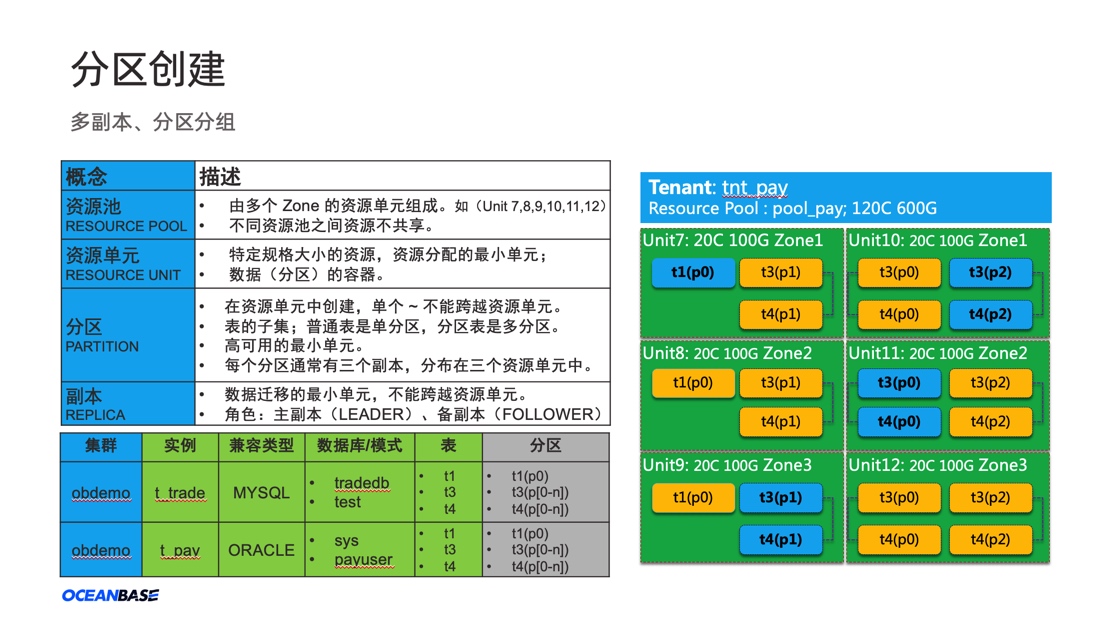 分区创建
多副本、分区分组
概念 描述
资源池
RESOURCE POOL
• 由多个 Zone 的资源单元组成。如（Unit 7,8,9,10,11,12）
• 不同资源池之间资源不共享。
资源单元
RESOURCE UNIT
• 特定规格大小的资源，资源分配的最小单元；
• 数据（分区）的容器。
分区
PARTITION
• 在资源单元中创建，单个 ~ 不能跨越资源单元。
• 表的子集；普通表是单分区，分区表是多分区。
• 高可用的最小单元。
• 每个分区通常有三个副本，分布在三个资源单元中。
副本
REPLICA
• 数据迁移的最小单元，不能跨越资源单元。
• 角色：主副本（LEADER）、备副本（FOLLOWER）
集群 实例 兼容类型 数据库/模式 表 分区
obdemo t_trade MYSQL
• tradedb
• test
• t1
• t3
• t4
• t1(p0)
• t3(p[0-n])
• t4(p[0-n])
obdemo t_pay ORACLE
• sys
• payuser
• t1
• t3
• t4
• t1(p0)
• t3(p[0-n])
• t4(p[0-n])
Tenant: tnt_pay
Resource Pool : pool_pay; 120C 600G
Unit7: 20C 100G Zone1
t1(p0) t3(p1)
t4(p1)
Unit10: 20C 100G Zone1
t3(p0) t3(p2)
t4(p0) t4(p2)
Unit8: 20C 100G Zone2
t1(p0) t3(p1)
t4(p1)
Unit11: 20C 100G Zone2
t3(p0) t3(p2)
t4(p0) t4(p2)
Unit9: 20C 100G Zone3
t1(p0) t3(p1)
t4(p1)
Unit12: 20C 100G Zone3
t3(p0) t3(p2)
t4(p0) t4(p2)
OCEANBASE